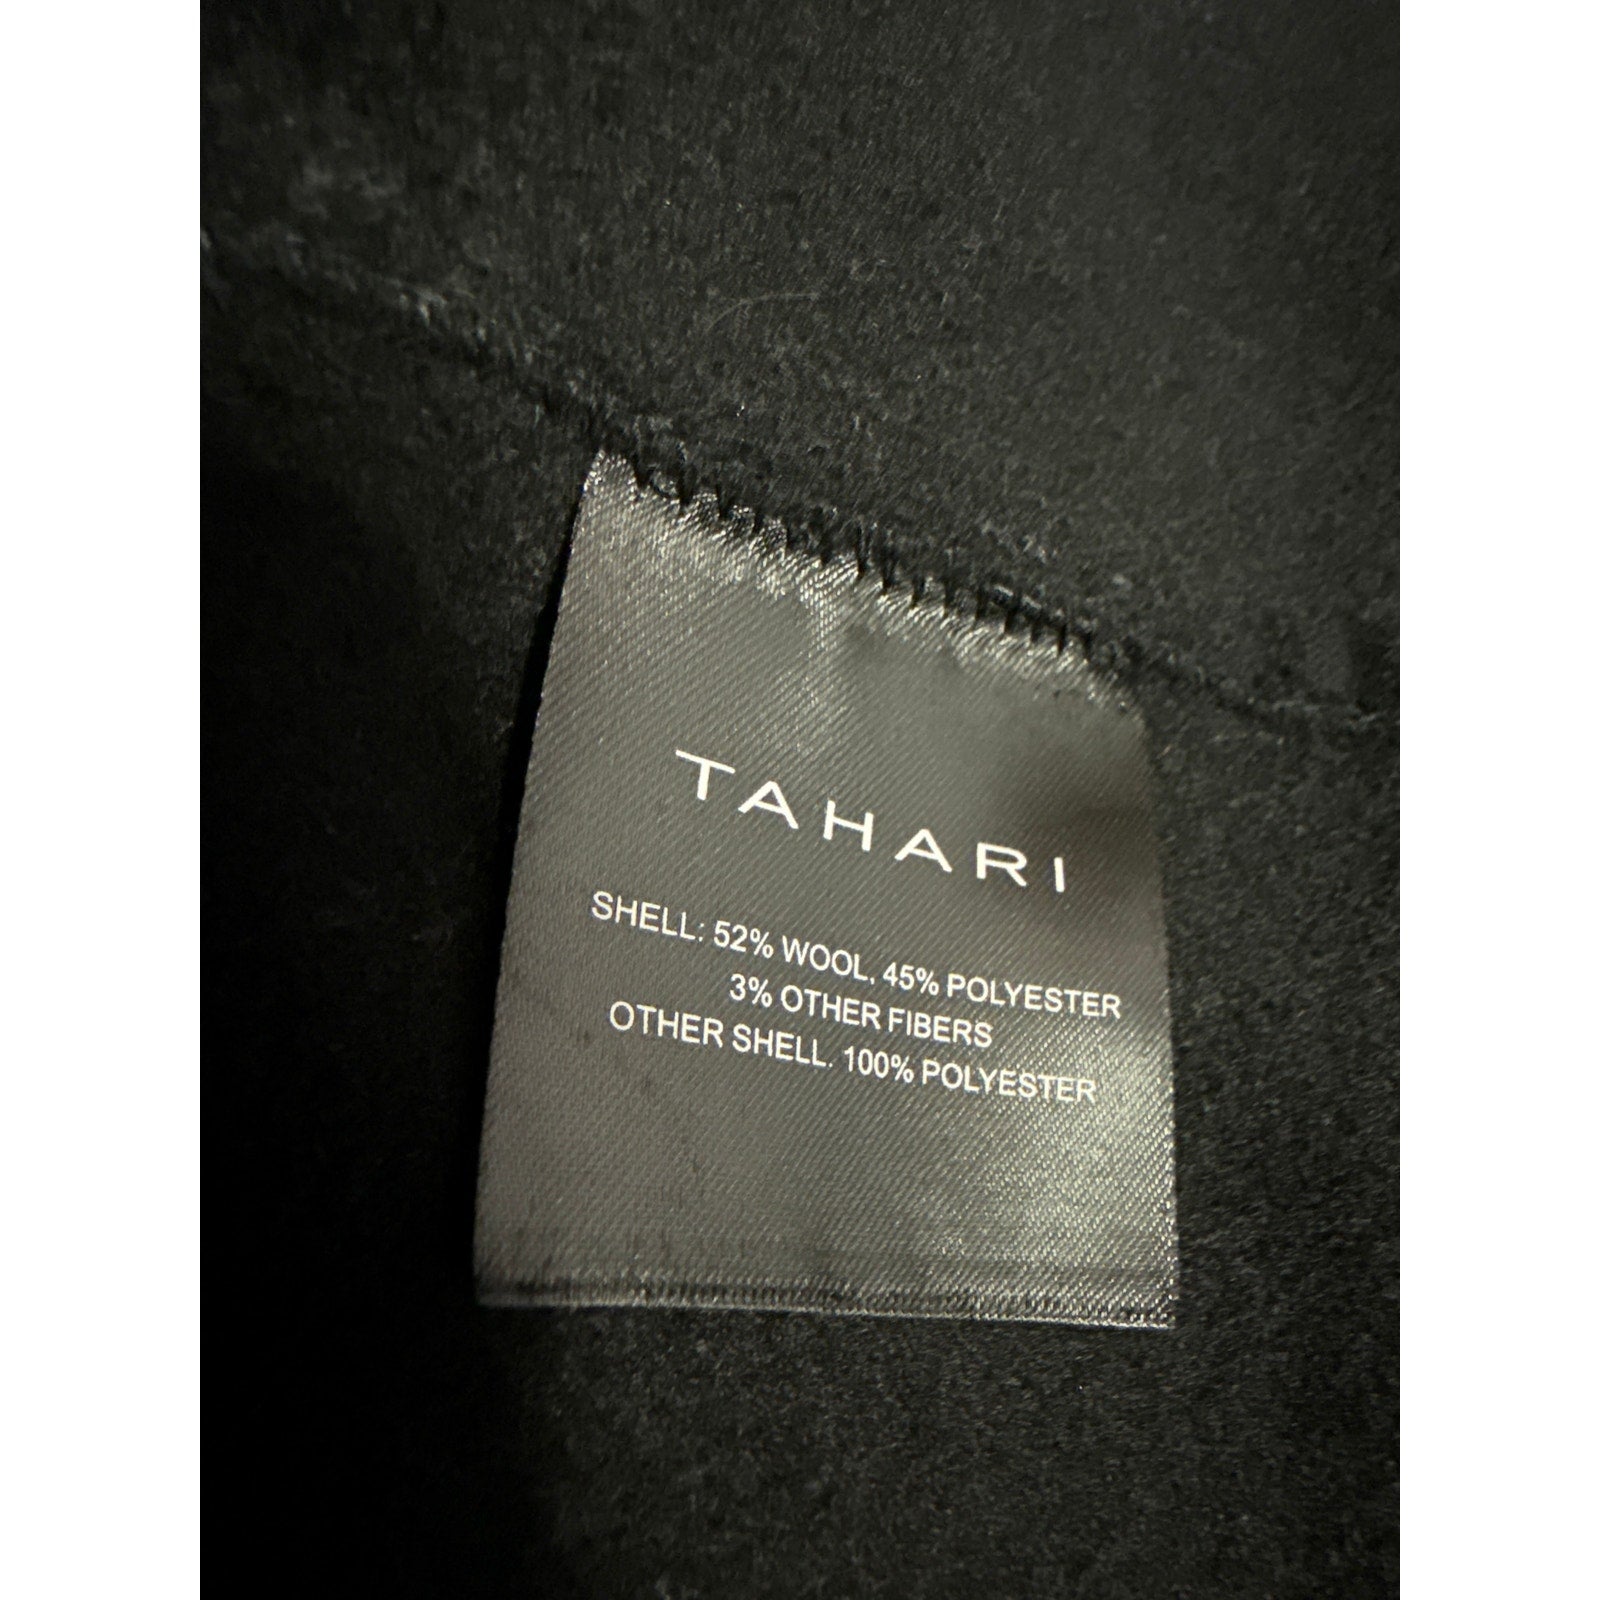 TAHARI
SHELL: 52% WOOL, 45% POLYESTER
3% OTHER FIBERS
OTHER SHELL: 100% POLYESTER